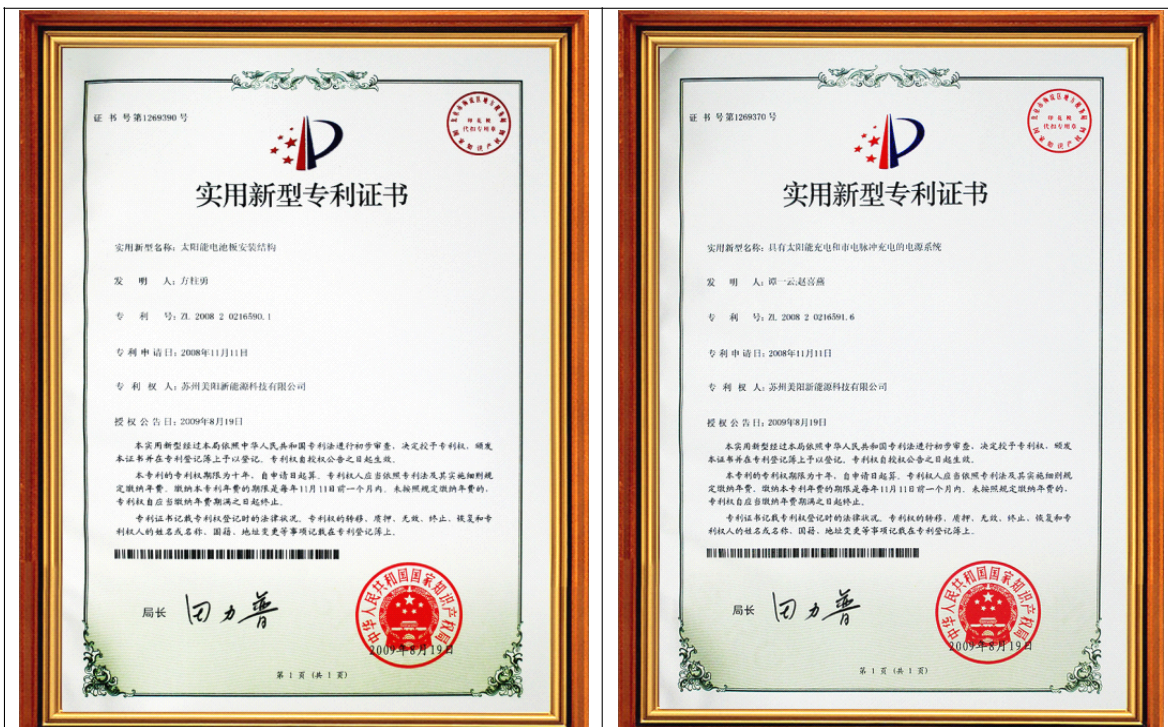 证 书 号 第1269390 号
实用新型专利证书
实用新型名称：太阳能电池板安装结构
发 明 人：方柱勇
专 利 号：ZL 2008 2 0216590.1
专 利 申 请 日：2008年11月11日
专 利 权 人：苏州美阳新能源科技有限公司
授 权 公 告 日：2009年8月19日
本实用新型经过本局依照中华人民共和国专利法进行初步审查，决定授予专利权，颁发
本证书并在专利登记簿上予以登记。专利权自授权公告之日起生效。
本专利的专利权期限为十年，自申请日起算。专利权人应当依照专利法及其实施细则规
定缴纳年费。缴纳本专利年费的期限是每年11月11日前一个月内。未按照规定缴纳年费的，
专利权自应当缴纳年费期满之日起终止。
专利证书记载专利权登记时的法律状况。专利权的转移、质押、无效、终止、恢复和专
利权人的姓名或名称、国籍、地址变更等事项记载在专利登记簿上。
局长 田力普
中华人民共和国国家知识产权局
2009年8月19日
第 1 页 (共 1 页)
证 书 号 第1269370 号
实用新型专利证书
实用新型名称：具有太阳能充电和市电脉冲充电的电源系统
发 明 人：谭一云;赵喜燕
专 利 号：ZL 2008 2 0216591.6
专 利 申 请 日：2008年11月11日
专 利 权 人：苏州美阳新能源科技有限公司
授 权 公 告 日：2009年8月19日
本实用新型经过本局依照中华人民共和国专利法进行初步审查，决定授予专利权，颁发
本证书并在专利登记簿上予以登记。专利权自授权公告之日起生效。
本专利的专利权期限为十年，自申请日起算。专利权人应当依照专利法及其实施细则规
定缴纳年费。缴纳本专利年费的期限是每年11月11日前一个月内。未按照规定缴纳年费的，
专利权自应当缴纳年费期满之日起终止。
专利证书记载专利权登记时的法律状况。专利权的转移、质押、无效、终止、恢复和专
利权人的姓名或名称、国籍、地址变更等事项记载在专利登记簿上。
局长 田力普
中华人民共和国国家知识产权局
2009年8月19日
第 1 页 (共 1 页)